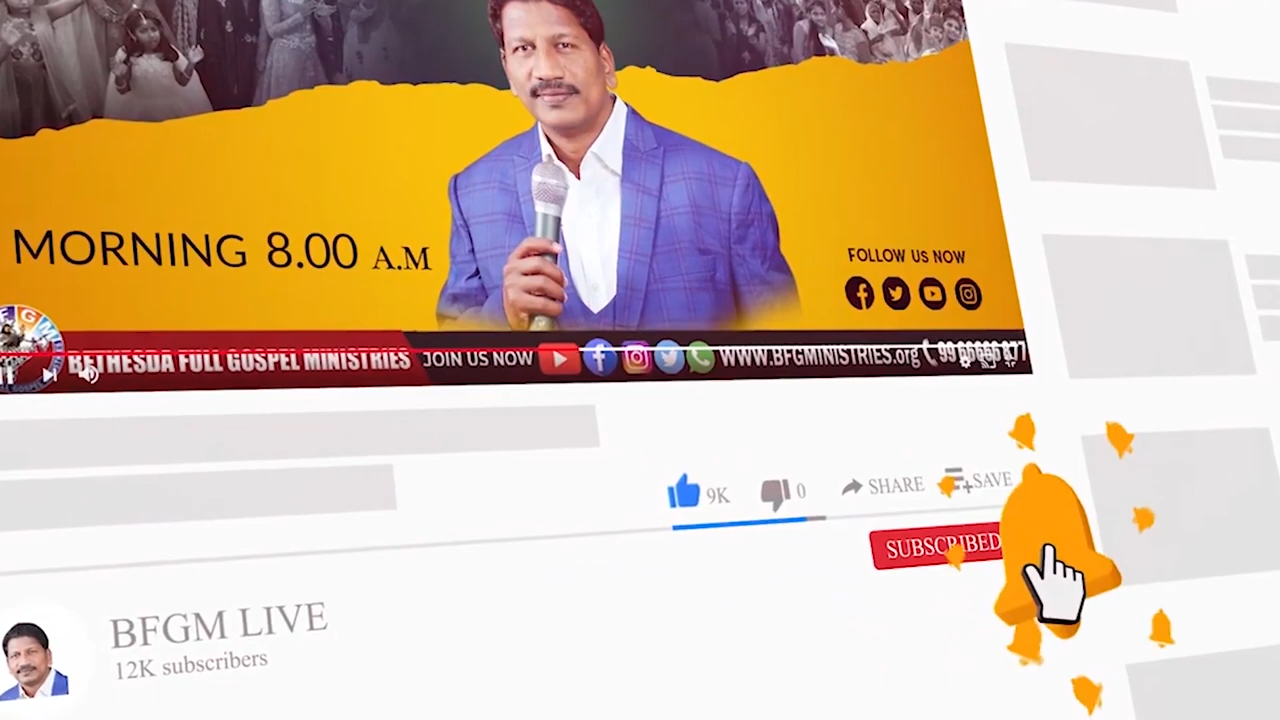 MORNING 8.00 A.M
FOLLOW US NOW
BETHESDA FULL GOSPEL MINISTRIES
JOIN US NOW
WWW.BFGMINISTRIES.org
9K
0
SHARE
SAVE
SUBSCRIBED
BFGM LIVE
12K subscribers